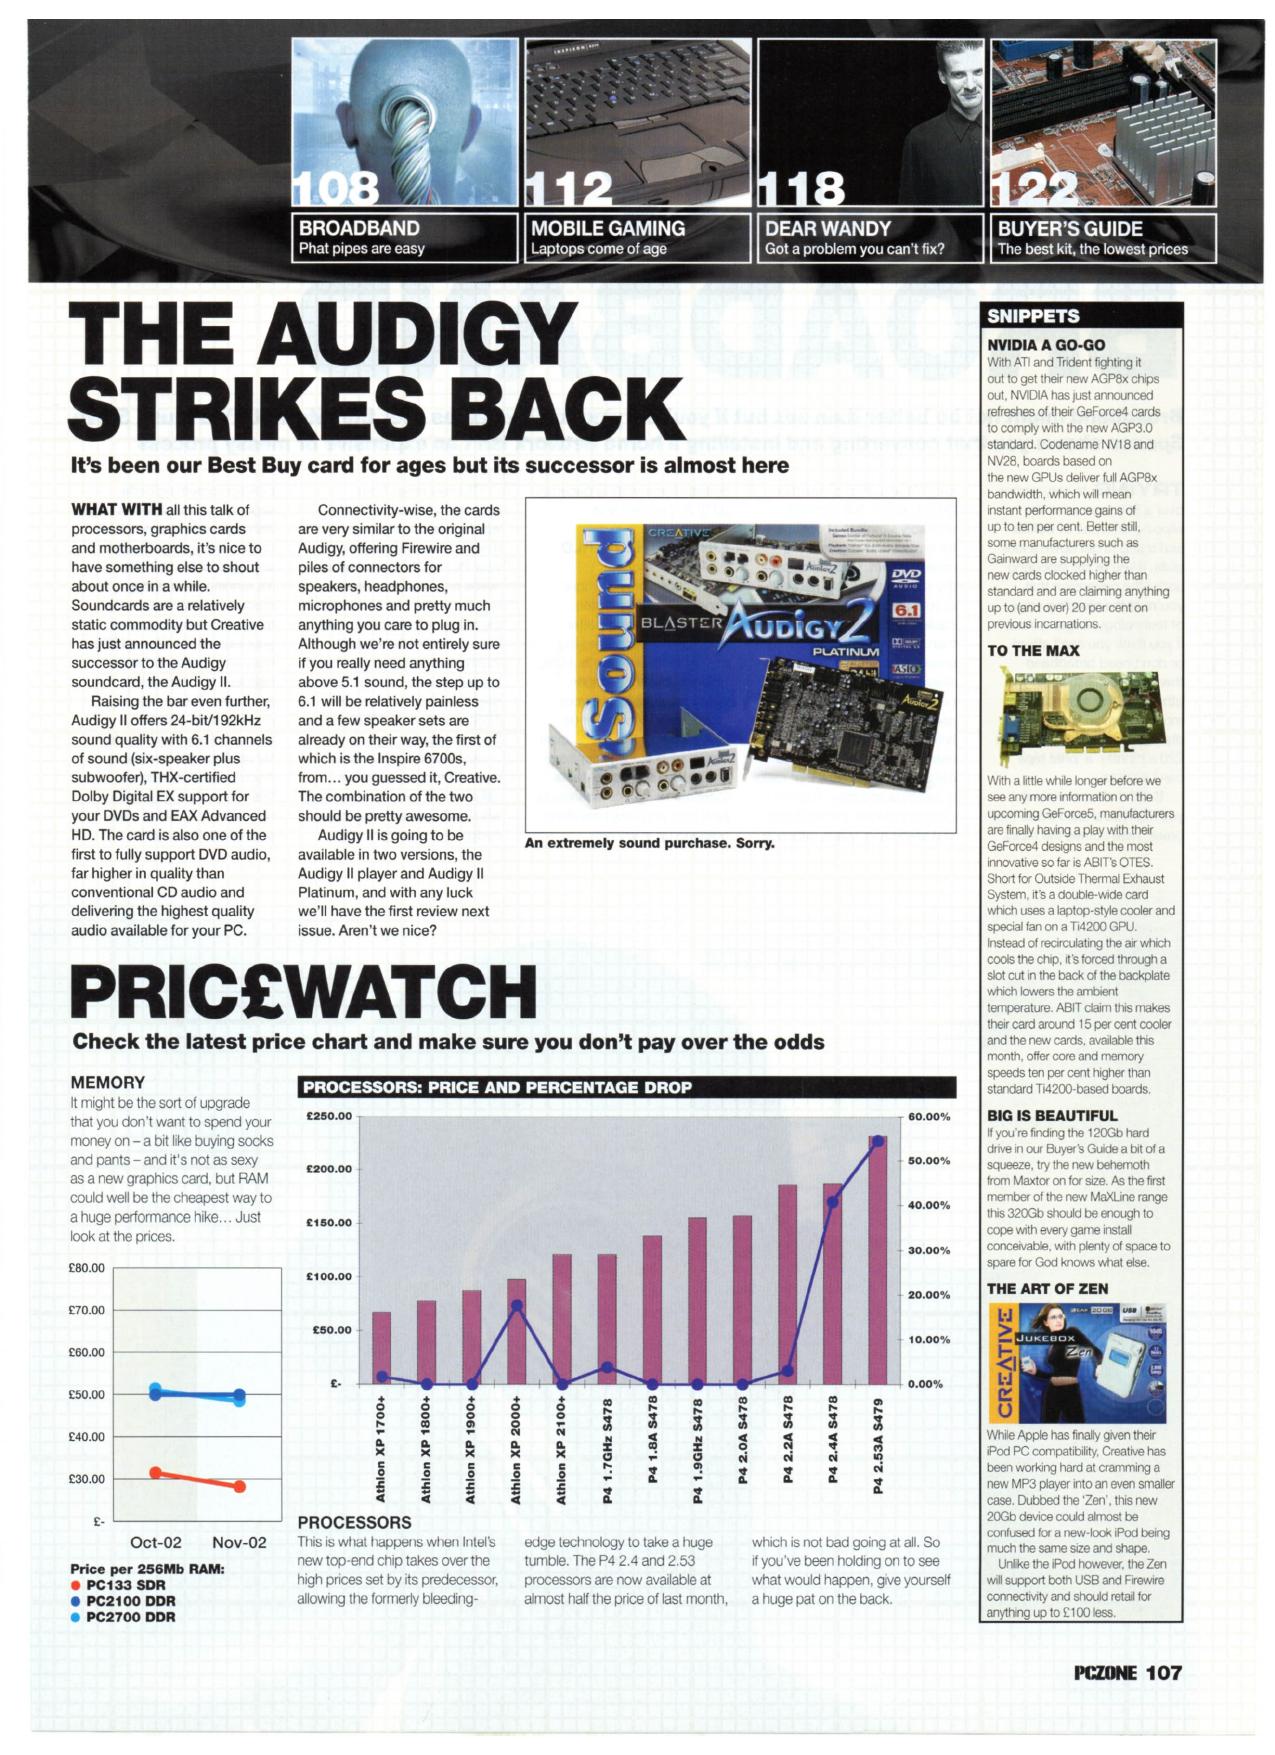 108
BROADBAND
Phat pipes are easy
112
MOBILE GAMING
Laptops come of age
118
DEAR WANDY
Got a problem you can't fix?
122
BUYER'S GUIDE
The best kit, the lowest prices
THE AUDIGY
STRIKES BACK
It's been our Best Buy card for ages but its successor is almost here
WHAT WITH all this talk of
processors, graphics cards
and motherboards, it's nice to
have something else to shout
about once in a while.
Soundcards are a relatively
static commodity but Creative
has just announced the
successor to the Audigy
soundcard, the Audigy II.
Raising the bar even further,
Audigy II offers 24-bit/192kHz
sound quality with 6.1 channels
of sound (six-speaker plus
subwoofer), THX-certified
Dolby Digital EX support for
your DVDs and EAX Advanced
HD. The card is also one of the
first to fully support DVD audio,
far higher in quality than
conventional CD audio and
delivering the highest quality
audio available for your PC.
Connectivity-wise, the cards
are very similar to the original
Audigy, offering Firewire and
piles of connectors for
speakers, headphones,
microphones and pretty much
anything you care to plug in.
Although we're not entirely sure
if you really need anything
above 5.1 sound, the step up to
6.1 will be relatively painless
and a few speaker sets are
already on their way, the first of
which is the Inspire 6700s,
from... you guessed it, Creative.
The combination of the two
should be pretty awesome.
Audigy II is going to be
available in two versions, the
Audigy II player and Audigy II
Platinum, and with any luck
we'll have the first review next
issue. Aren't we nice?
CREATIVE
Sound
BLASTER AUDIGY 2
PLATINUM
DVD
AUDIO
6.1
ASIO
Audigy 2
Audigy 2
An extremely sound purchase. Sorry.
PRIC£WATCH
Check the latest price chart and make sure you don't pay over the odds
MEMORY
It might be the sort of upgrade
that you don't want to spend your
money on – a bit like buying socks
and pants – and it's not as sexy
as a new graphics card, but RAM
could well be the cheapest way to
a huge performance hike... Just
look at the prices.
£80.00
£70.00
£60.00
£50.00
£40.00
£30.00
£-
Oct-02 Nov-02
Price per 256Mb RAM:
PC133 SDR
PC2100 DDR
PC2700 DDR
PROCESSORS: PRICE AND PERCENTAGE DROP
£250.00
£200.00
£150.00
£100.00
£50.00
£-
60.00%
50.00%
40.00%
30.00%
20.00%
10.00%
0.00%
Athlon XP 1700+
Athlon XP 1800+
Athlon XP 1900+
Athlon XP 2000+
Athlon XP 2100+
P4 1.7GHz S478
P4 1.8A S478
P4 1.9GHz S478
P4 2.0A S478
P4 2.2A S478
P4 2.4A S478
P4 2.53A S479
PROCESSORS
This is what happens when Intel's
new top-end chip takes over the
high prices set by its predecessor,
allowing the formerly bleeding-
edge technology to take a huge
tumble. The P4 2.4 and 2.53
processors are now available at
almost half the price of last month,
which is not bad going at all. So
if you've been holding on to see
what would happen, give yourself
a huge pat on the back.
SNIPPETS
NVIDIA A GO-GO
With ATI and Trident fighting it
out to get their new AGP8x chips
out, NVIDIA has just announced
refreshes of their GeForce4 cards
to comply with the new AGP3.0
standard. Codename NV18 and
NV28, boards based on
the new GPUs deliver full AGP8x
bandwidth, which will mean
instant performance gains of
up to ten per cent. Better still,
some manufacturers such as
Gainward are supplying the
new cards clocked higher than
standard and are claiming anything
up to (and over) 20 per cent on
previous incarnations.
TO THE MAX
With a little while longer before we
see any more information on the
upcoming GeForce5, manufacturers
are finally having a play with their
GeForce4 designs and the most
innovative so far is ABIT's OTES.
Short for Outside Thermal Exhaust
System, it's a double-wide card
which uses a laptop-style cooler and
special fan on a Ti4200 GPU.
Instead of recirculating the air which
cools the chip, it's forced through a
slot cut in the back of the backplate
which lowers the ambient
temperature. ABIT claim this makes
their card around 15 per cent cooler
and the new cards, available this
month, offer core and memory
speeds ten per cent higher than
standard Ti4200-based boards.
BIG IS BEAUTIFUL
If you're finding the 120Gb hard
drive in our Buyer's Guide a bit of a
squeeze, try the new behemoth
from Maxtor on for size. As the first
member of the new MaXLine range
this 320Gb should be enough to
cope with every game install
conceivable, with plenty of space to
spare for God knows what else.
THE ART OF ZEN
CREATIVE
JUKEBOX
Zen
20 GB
USB
While Apple has finally given their
iPod PC compatibility, Creative has
been working hard at cramming a
new MP3 player into an even smaller
case. Dubbed the 'Zen', this new
20Gb device could almost be
confused for a new-look iPod being
much the same size and shape.
Unlike the iPod however, the Zen
will support both USB and Firewire
connectivity and should retail for
anything up to £100 less.
PCZONE 107